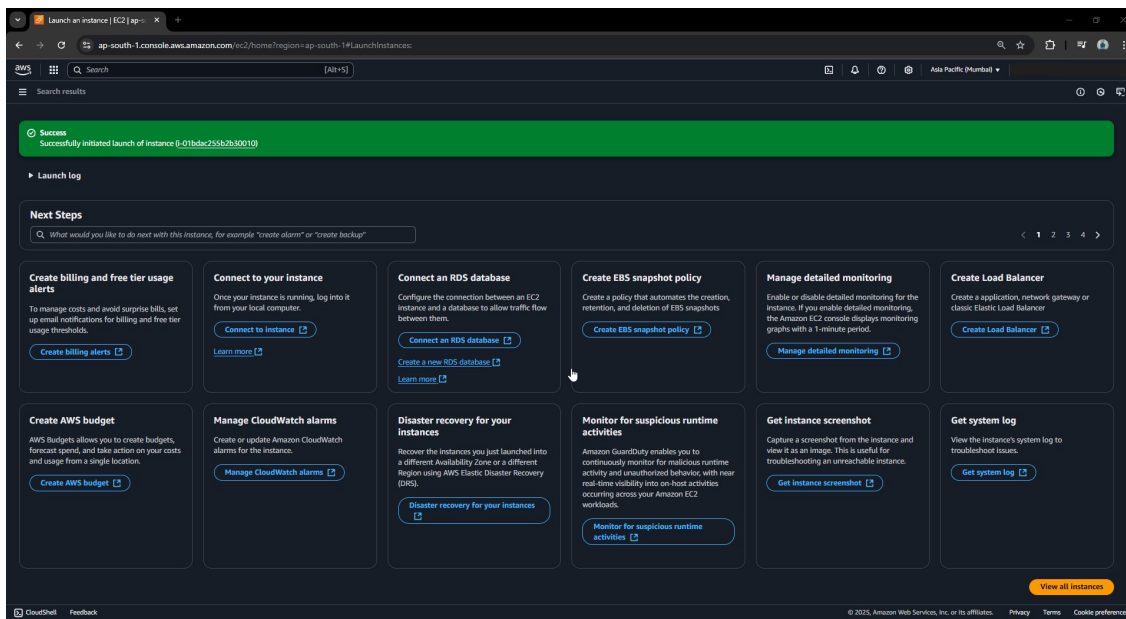 Launch an instance | EC2 | ap-s
ap-south-1.console.aws.amazon.com/ec2/home?region=ap-south-1#LaunchInstances:
aws
Search
[Alt+S]
Asia Pacific (Mumbai)
Search results
Success
Successfully initiated launch of instance (i-01bdac255b2b30010)
Launch log
Next Steps
What would you like to do next with this instance, for example "create alarm" or "create backup"
1 2 3 4
Create billing and free tier usage
alerts
To manage costs and avoid surprise bills, set
up email notifications for billing and free tier
usage thresholds.
Create billing alerts
Connect to your instance
Once your instance is running, log into it
from your local computer.
Connect to instance
Learn more
Connect an RDS database
Configure the connection between an EC2
instance and a database to allow traffic flow
between them.
Connect an RDS database
Create a new RDS database
Learn more
Create EBS snapshot policy
Create a policy that automates the creation,
retention, and deletion of EBS snapshots
Create EBS snapshot policy
Manage detailed monitoring
Enable or disable detailed monitoring for the
instance. If you enable detailed monitoring,
the Amazon EC2 console displays monitoring
graphs with a 1-minute period.
Manage detailed monitoring
Create Load Balancer
Create a application, network gateway or
classic Elastic Load Balancer
Create Load Balancer
Create AWS budget
AWS Budgets allows you to create budgets,
forecast spend, and take action on your costs
and usage from a single location.
Create AWS budget
Manage CloudWatch alarms
Create or update Amazon CloudWatch
alarms for the instance.
Manage CloudWatch alarms
Disaster recovery for your
instances
Recover the instances you just launched into
a different Availability Zone or a different
Region using AWS Elastic Disaster Recovery
(DRS).
Disaster recovery for your instances
Monitor for suspicious runtime
activities
Amazon GuardDuty enables you to
continuously monitor for malicious runtime
activity and unauthorized behavior, with near
real-time visibility into on-host activities
occurring across your Amazon EC2
workloads.
Monitor for suspicious runtime
activities
Get instance screenshot
Capture a screenshot from the instance and
view it as an image. This is useful for
troubleshooting an unreachable instance.
Get instance screenshot
Get system log
View the instance's system log to
troubleshoot issues.
Get system log
View all instances
CloudShell Feedback
© 2025, Amazon Web Services, Inc. or its affiliates. Privacy Terms Cookie preference